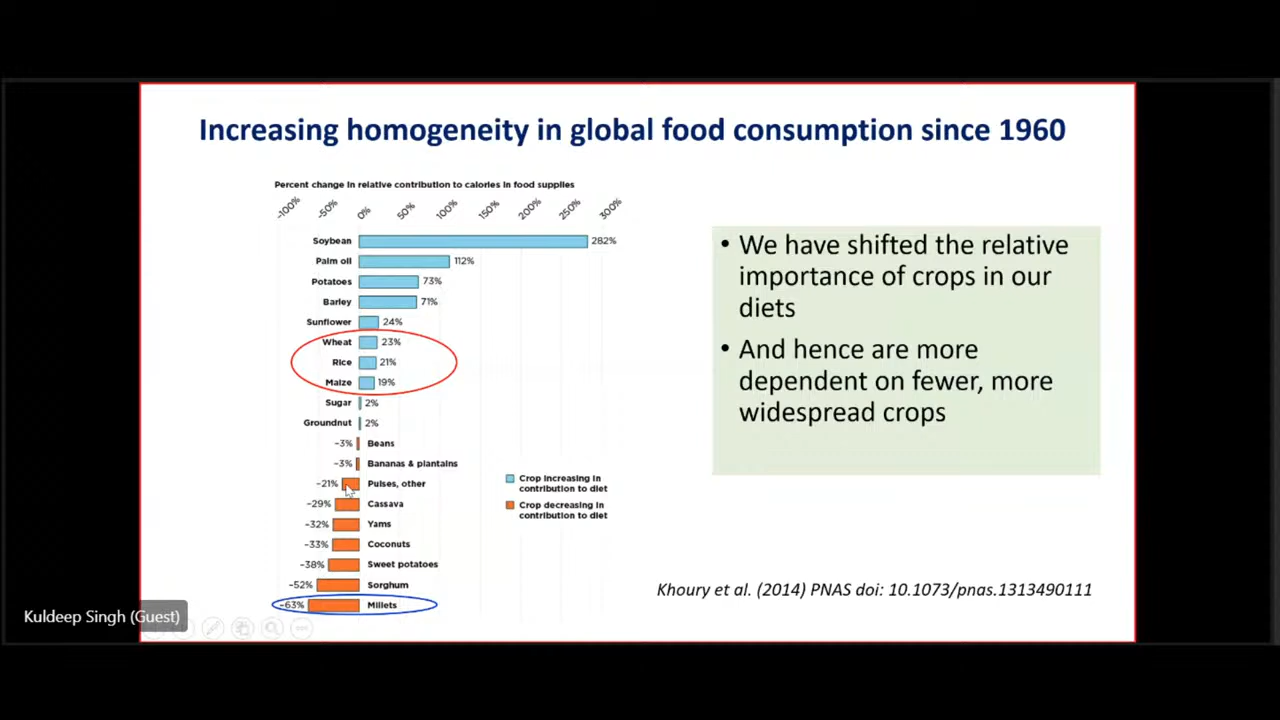 Increasing homogeneity in global food consumption since 1960
Percent change in relative contribution to calories in food supplies
-100% -50% 0% 50% 100% 150% 200% 250% 300%
Soybean 282%
Palm oil 112%
Potatoes 73%
Barley 71%
Sunflower 24%
Wheat 23%
Rice 21%
Maize 19%
Sugar 2%
Groundnut 2%
-3% Beans
-3% Bananas & plantains
-21% Pulses, other
-29% Cassava
-32% Yams
-33% Coconuts
-38% Sweet potatoes
-52% Sorghum
-63% Millets
Crop increasing in
contribution to diet
Crop decreasing in
contribution to diet
• We have shifted the relative
importance of crops in our
diets
• And hence are more
dependent on fewer, more
widespread crops
Khoury et al. (2014) PNAS doi: 10.1073/pnas.1313490111
Kuldeep Singh (Guest)